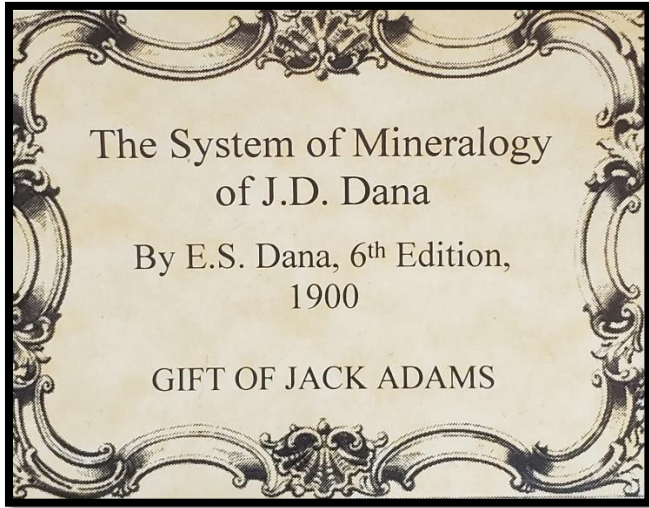 The System of Mineralogy
of J.D. Dana
By E.S. Dana, 6th Edition,
1900
GIFT OF JACK ADAMS